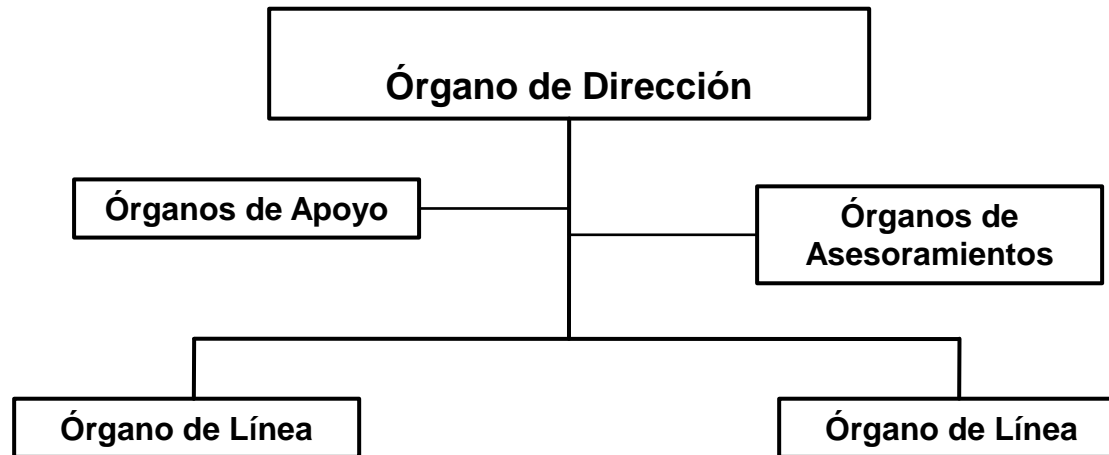 Órgano de Dirección
Órganos de Apoyo
Órganos de
Asesoramientos
Órgano de Línea
Órgano de Línea